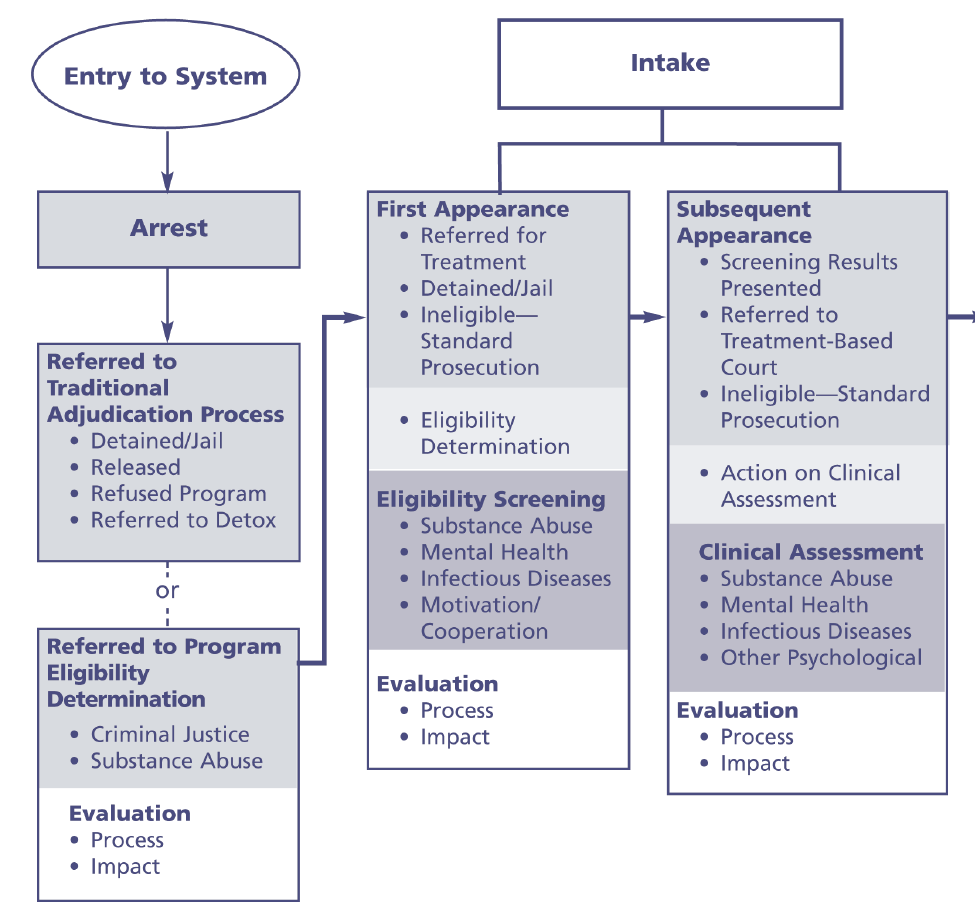 Entry to System
Arrest
Referred to
Traditional
Adjudication Process
• Detained/Jail
• Released
• Refused Program
• Referred to Detox
or
Referred to Program
Eligibility
Determination
• Criminal Justice
• Substance Abuse
Evaluation
• Process
• Impact
Intake
First Appearance
• Referred for
Treatment
• Detained/Jail
• Ineligible—
Standard
Prosecution
• Eligibility
Determination
Eligibility Screening
• Substance Abuse
• Mental Health
• Infectious Diseases
• Motivation/
Cooperation
Evaluation
• Process
• Impact
Subsequent
Appearance
• Screening Results
Presented
• Referred to
Treatment-Based
Court
• Ineligible—Standard
Prosecution
• Action on Clinical
Assessment
Clinical Assessment
• Substance Abuse
• Mental Health
• Infectious Diseases
• Other Psychological
Evaluation
• Process
• Impact